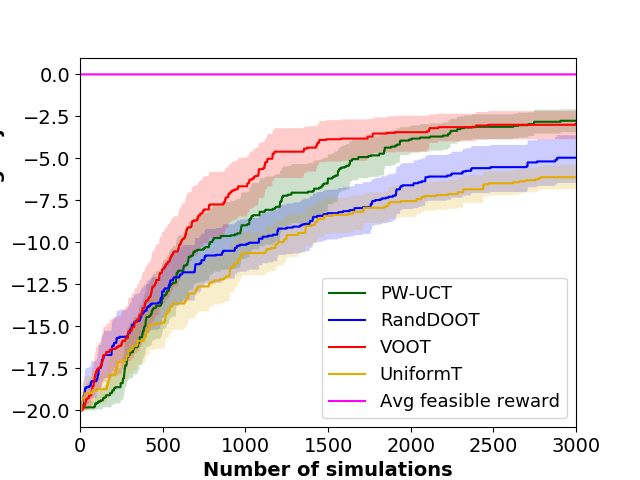 0.0
−2.5
−5.0
−7.5
−10.0
−12.5
−15.0
−17.5
−20.0
0 500 1000 1500 2000 2500 3000
Number of simulations
PW-UCT
RandDOOT
VOOT
UniformT
Avg feasible reward